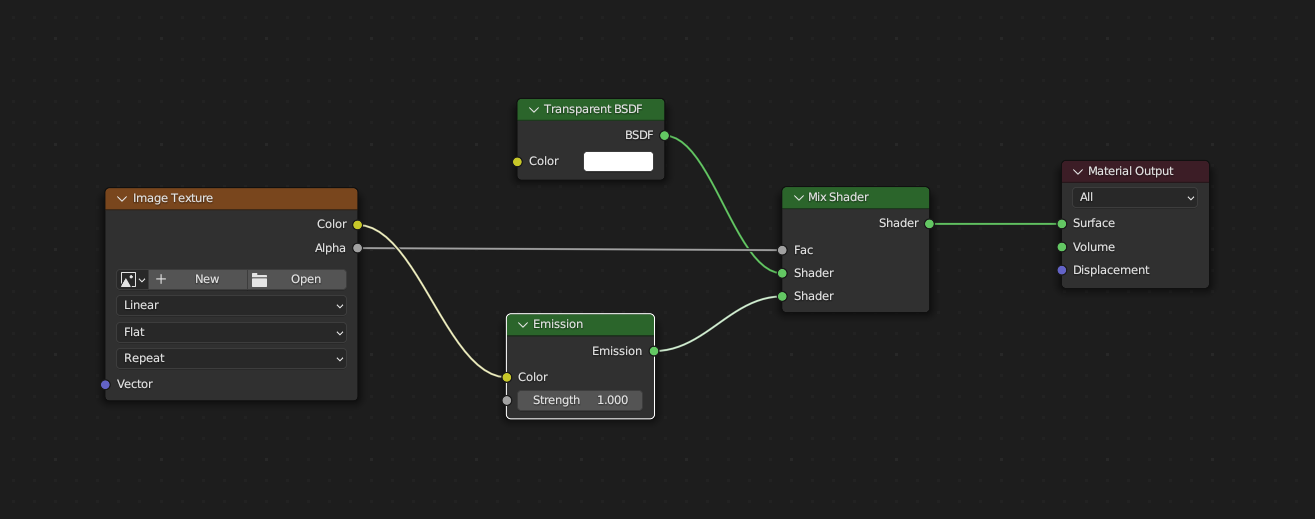 Transparent BSDF
BSDF
Color
Image Texture
Color
Alpha
New
Open
Linear
Flat
Repeat
Vector
Emission
Emission
Color
Strength 1.000
Mix Shader
Shader
Fac
Shader
Shader
Material Output
All
Surface
Volume
Displacement